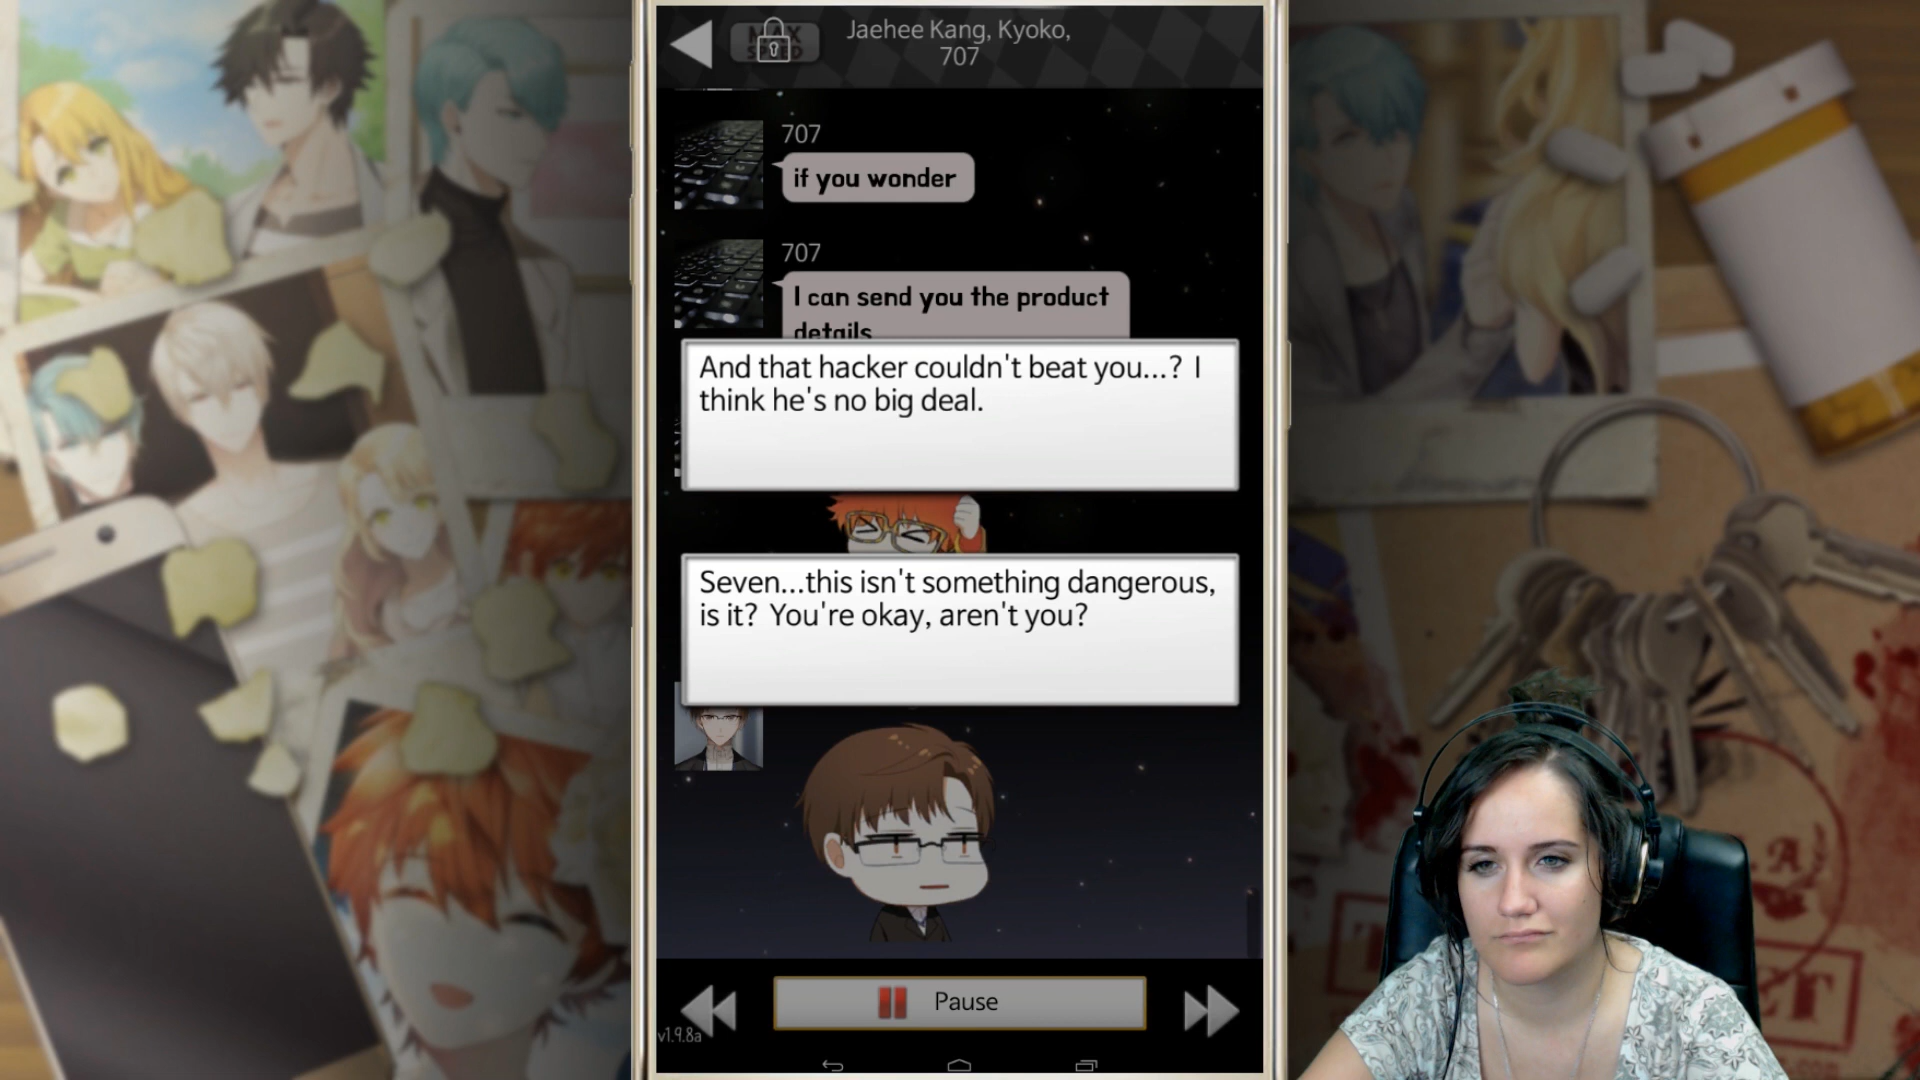 Jaehee Kang, Kyoko,
707
707
if you wonder
707
I can send you the product
details
And that hacker couldn't beat you...? I
think he's no big deal.
Seven...this isn't something dangerous,
is it? You're okay, aren't you?
Pause
v1.9.8a